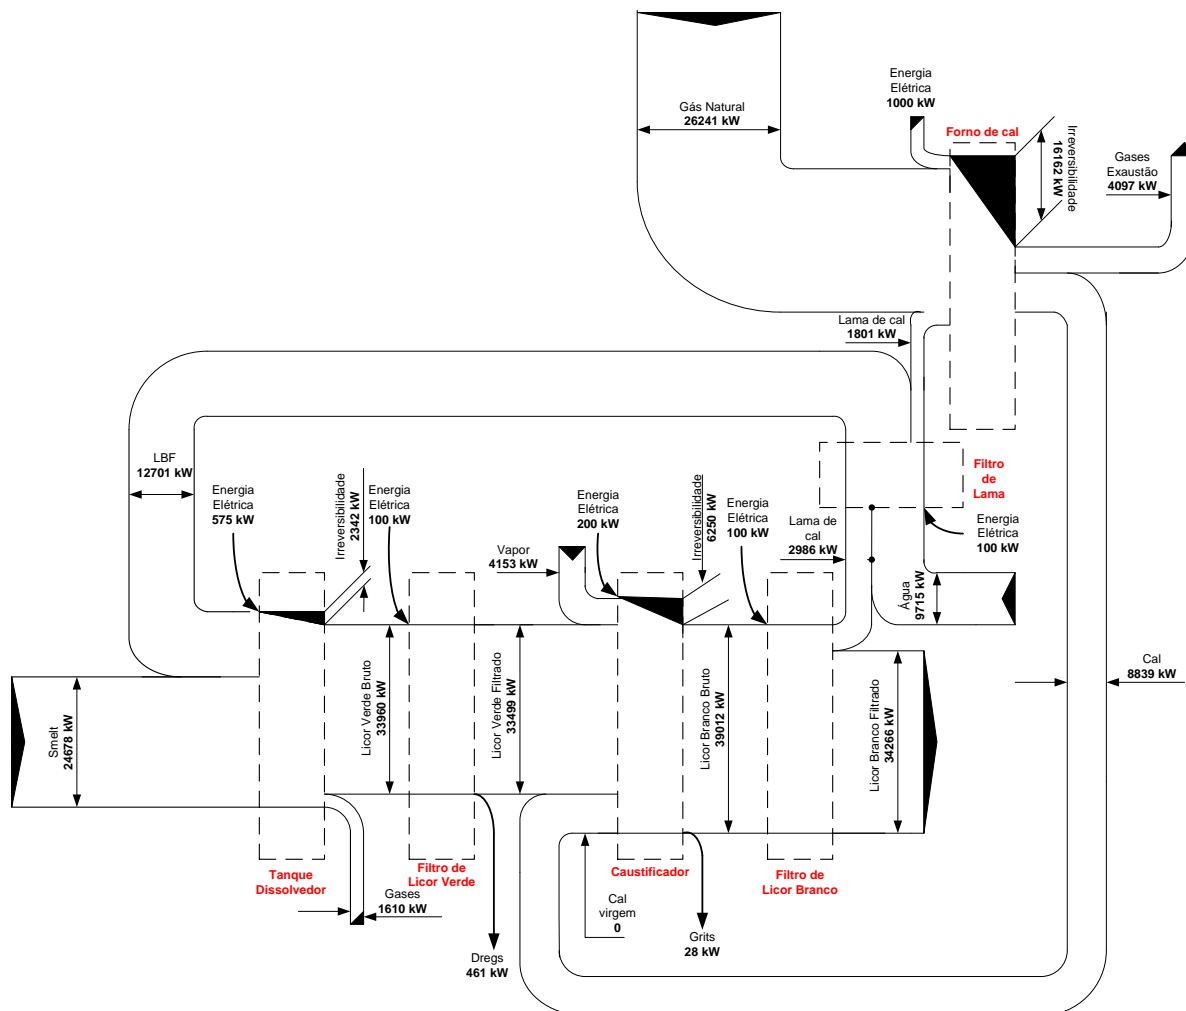 Gás Natural
26241 kW
Energia
Elétrica
1000 kW
Forno de cal
Irreversibilidade
16162 kW
Gases
Exaustão
4097 kW
Lama de cal
1801 kW
LBF
12701 kW
Energia
Elétrica
575 kW
Irreversibilidade
2342 kW
Energia
Elétrica
100 kW
Vapor
4153 kW
Energia
Elétrica
200 kW
Irreversibilidade
6250 kW
Energia
Elétrica
100 kW
Lama de
cal
2986 kW
Filtro
de
Lama
Energia
Elétrica
100 kW
Água
9715 kW
Smelt
24678 kW
Licor Verde Bruto
33960 kW
Licor Verde Filtrado
33499 kW
Licor Branco Bruto
39012 kW
Licor Branco Filtrado
34266 kW
Cal
8839 kW
Tanque
Dissolvedor
Filtro de
Licor Verde
Caustificador
Filtro de
Licor Branco
Gases
1610 kW
Cal
virgem
0
Grits
28 kW
Dregs
461 kW